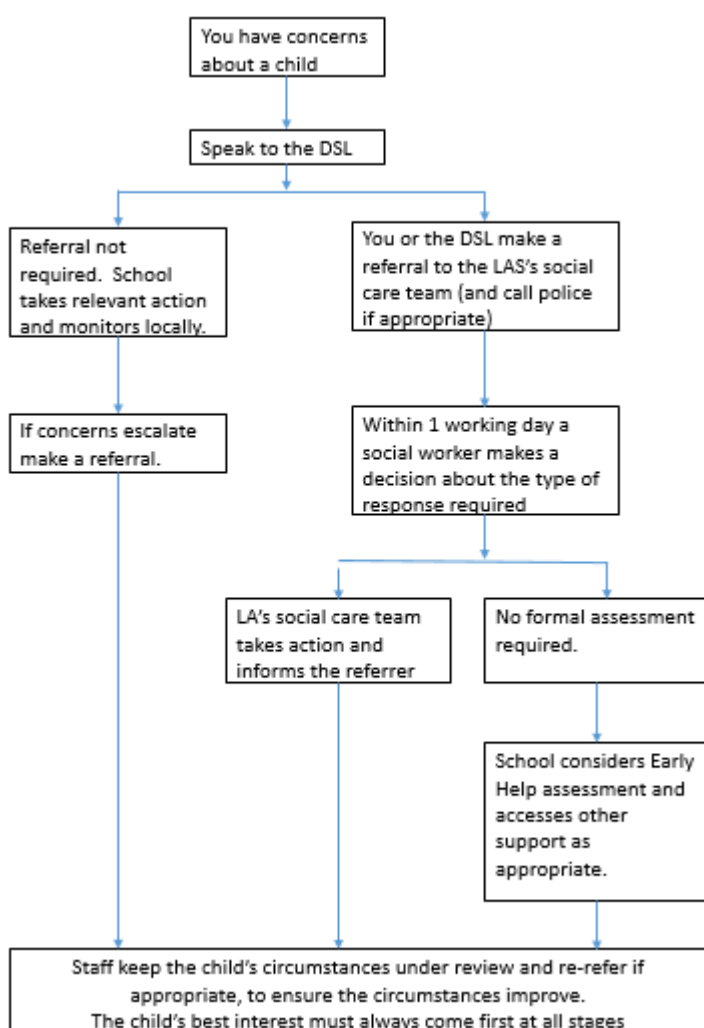 You have concerns
about a child
Speak to the DSL
Referral not
required.  School
takes relevant action
and monitors locally.
You or the DSL make a
referral to the LAS's social
care team (and call police
if appropriate)
If concerns escalate
make a referral.
Within 1 working day a
social worker makes a
decision about the type of
response required
LA's social care team
takes action and
informs the referrer
No formal assessment
required.
School considers Early
Help assessment and
accesses other
support as
appropriate.
Staff keep the child's circumstances under review and re-refer if
appropriate, to ensure the circumstances improve.
The child's best interest must always come first at all stages